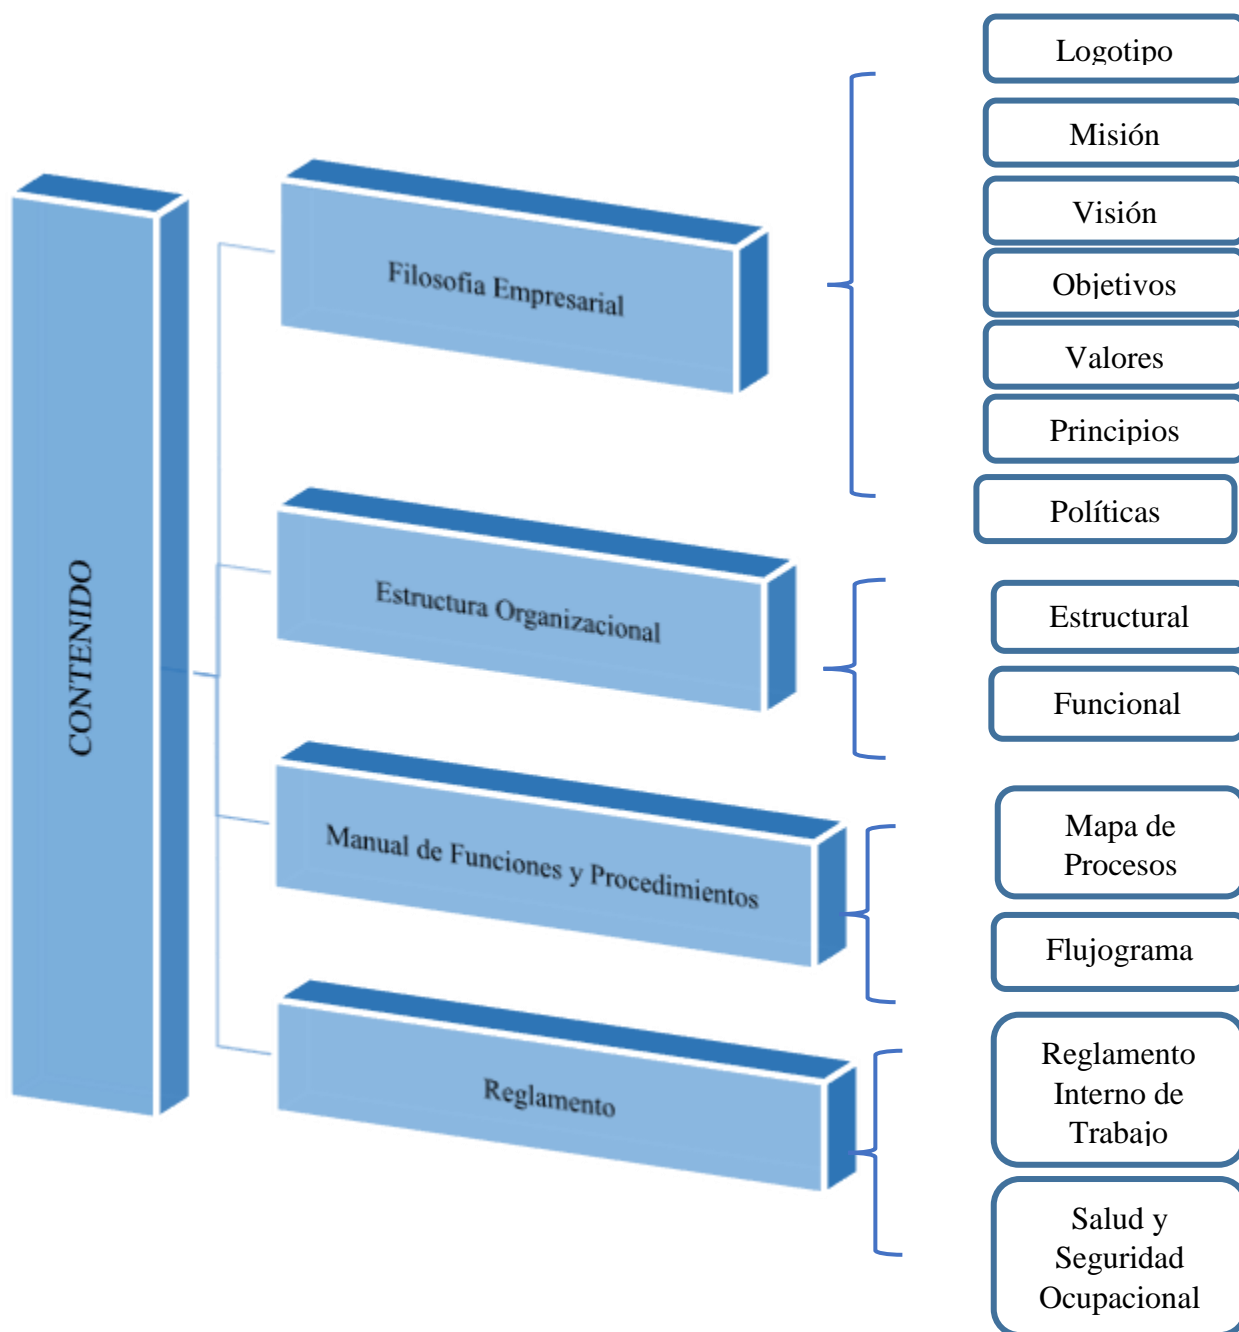 CONTENIDO
Filosofia Empresarial
Logotipo
Misión
Visión
Objetivos
Valores
Principios
Políticas
Estructura Organizacional
Estructural
Funcional
Manual de Funciones y Procedimientos
Mapa de
Procesos
Flujograma
Reglamento
Reglamento
Interno de
Trabajo
Salud y
Seguridad
Ocupacional